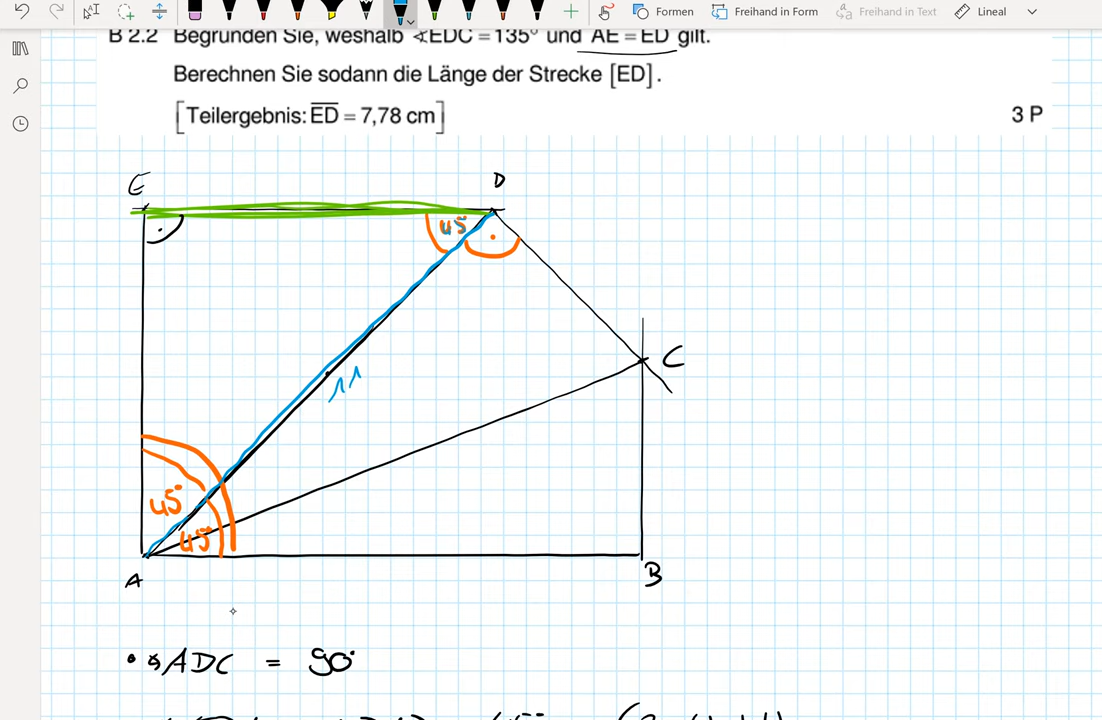 Formen Freihand in Form Freihand in Text Lineal
B 2.2 Begründen Sie, weshalb ∢EDC = 135° und AE = ED gilt.
Berechnen Sie sodann die Länge der Strecke [ED].
[Teilergebnis: ED = 7,78 cm]
3 P
E
D
45°
11
C
45°
45°
A
B
• ∢ADC = 90°